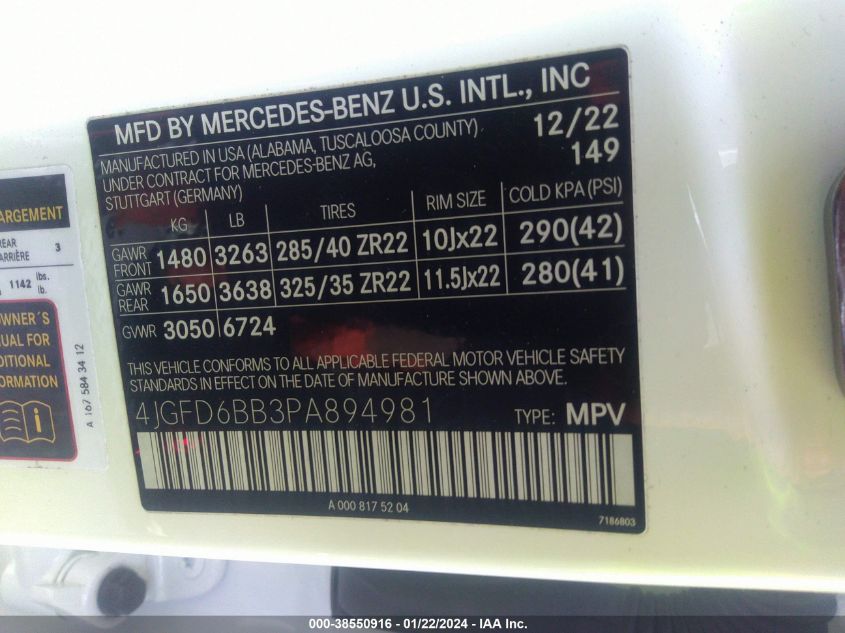 MFD BY MERCEDES-BENZ U.S. INTL., INC
MANUFACTURED IN USA (ALABAMA, TUSCALOOSA COUNTY) 12/22
UNDER CONTRACT FOR MERCEDES-BENZ AG, 149
STUTTGART (GERMANY)
KG LB TIRES RIM SIZE COLD KPA (PSI)
GAWR FRONT 1480 3263 285/40 ZR22 10Jx22 290(42)
GAWR REAR 1650 3638 325/35 ZR22 11.5Jx22 280(41)
GVWR 3050 6724
THIS VEHICLE CONFORMS TO ALL APPLICABLE FEDERAL MOTOR VEHICLE SAFETY
STANDARDS IN EFFECT ON THE DATE OF MANUFACTURE SHOWN ABOVE.
4JGFD6BB3PA894981 TYPE: MPV
A 000 817 52 04
7186803
ARGEMENT
REAR
ARRIÈRE 3
1142 lbs.
lb.
OWNER'S
UAL FOR
DITIONAL
FORMATION
A 167 584 34 12
000-38550916 - 01/22/2024 - IAA Inc.